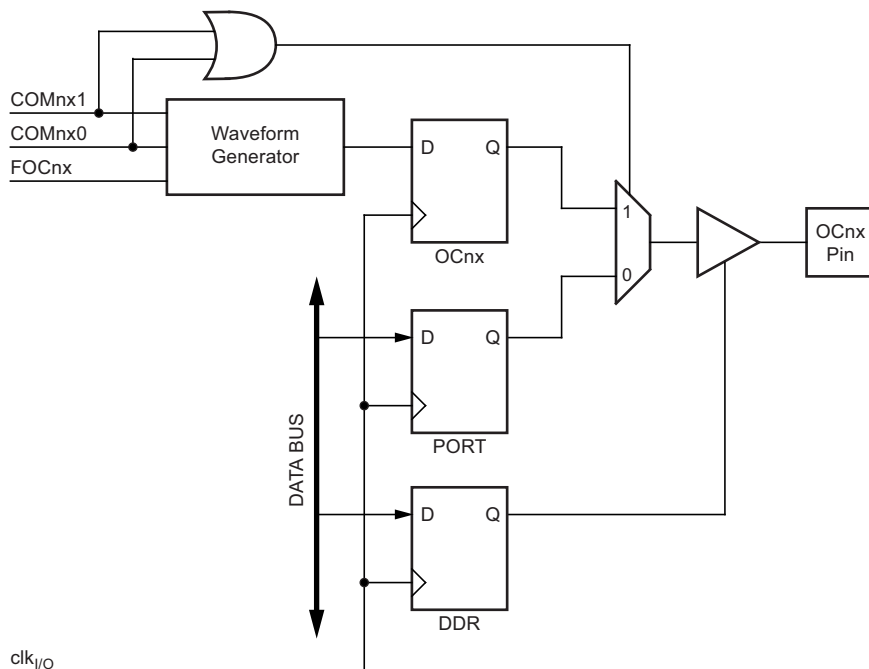 COMnx1
COMnx0
FOCnx
Waveform
Generator
D
Q
OCnx
1
0
OCnx
Pin
D
Q
PORT
DATA BUS
D
Q
DDR
clkI/O